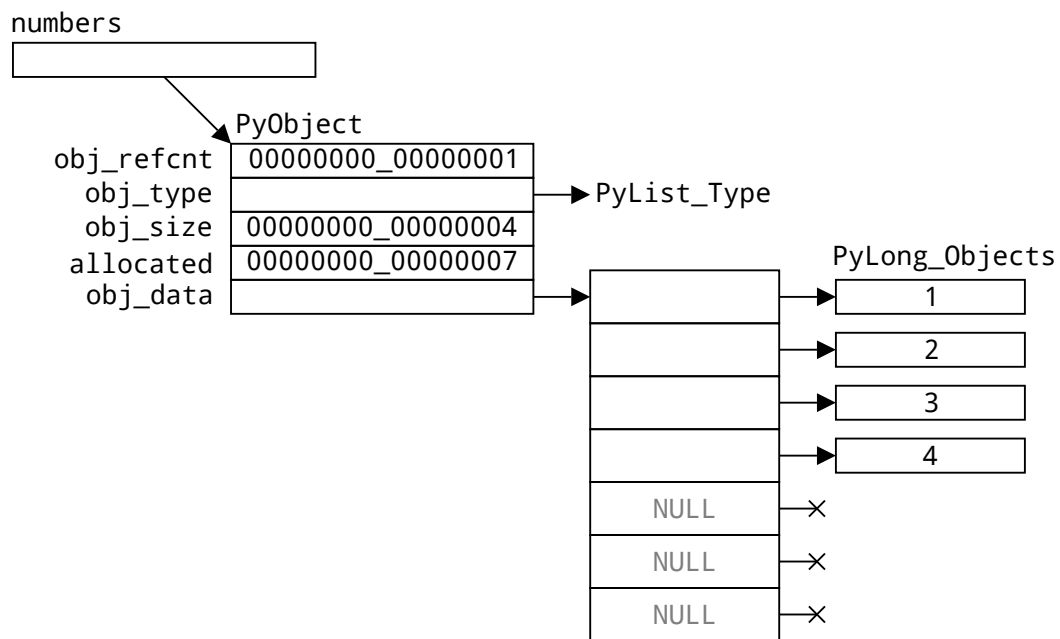 numbers
PyObject
obj_refcnt 00000000_00000001
obj_type PyList_Type
obj_size 00000000_00000004
allocated 00000000_00000007
PyLong_Objects
obj_data 1
2
3
4
NULL
NULL
NULL